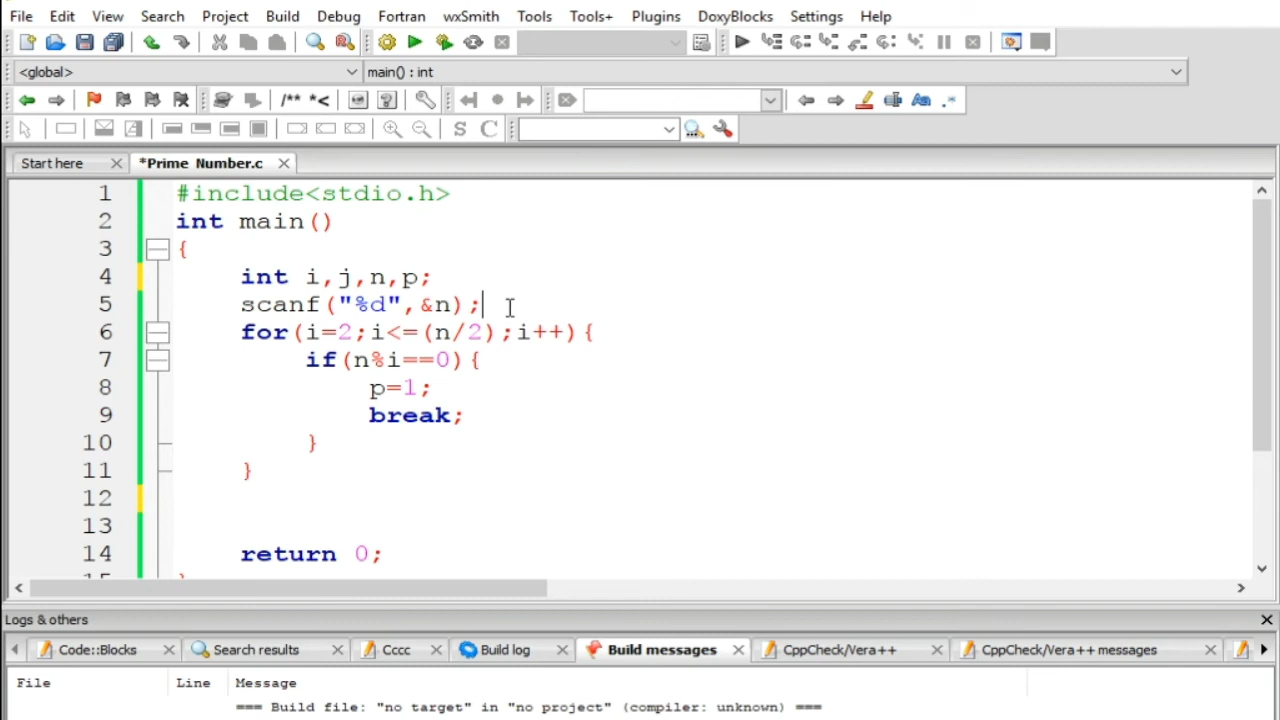 File Edit View Search Project Build Debug Fortran wxSmith Tools Tools+ Plugins DoxyBlocks Settings Help
<global> main() : int
/** *<
S C
Start here *Prime Number.c
1 #include<stdio.h>
2 int main()
3 {
4 int i,j,n,p;
5 scanf("%d",&n);
6 for(i=2;i<=(n/2);i++){
7 if(n%i==0){
8 p=1;
9 break;
10 }
11 }
12
13
14 return 0;
Logs & others
Code::Blocks Search results Cccc Build log Build messages CppCheck/Vera++ CppCheck/Vera++ messages
File Line Message
=== Build file: "no target" in "no project" (compiler: unknown) ===